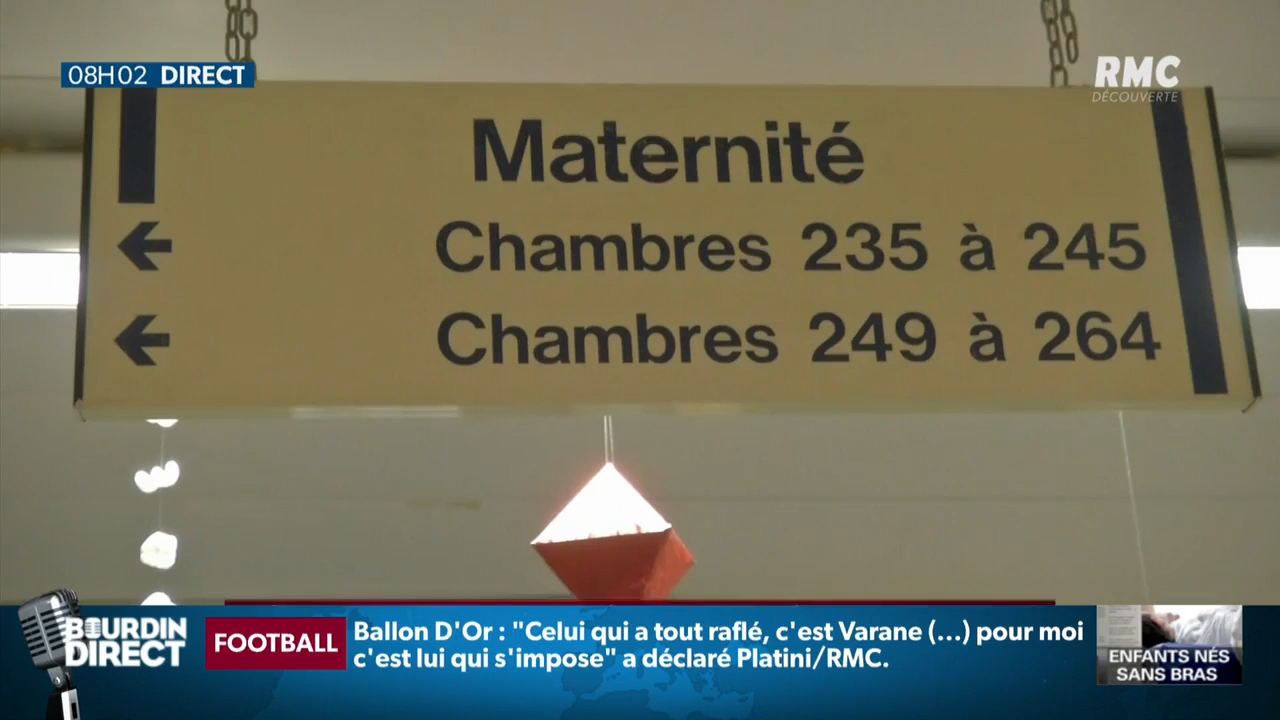 08H02 DIRECT
RMC
DÉCOUVERTE
Maternité
Chambres 235 à 245
Chambres 249 à 264
BOURDIN
DIRECT
FOOTBALL
Ballon D'Or : "Celui qui a tout raflé, c'est Varane (...) pour moi
c'est lui qui s'impose" a déclaré Platini/RMC.
ENFANTS NÉS
SANS BRAS